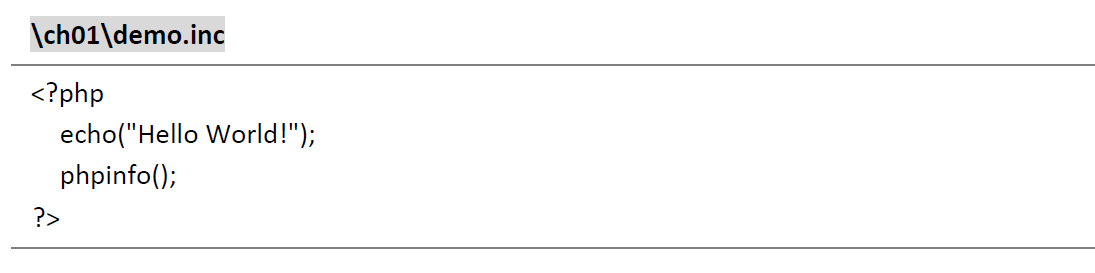 \ch01\demo.inc
<?php
echo("Hello World!");
phpinfo();
?>